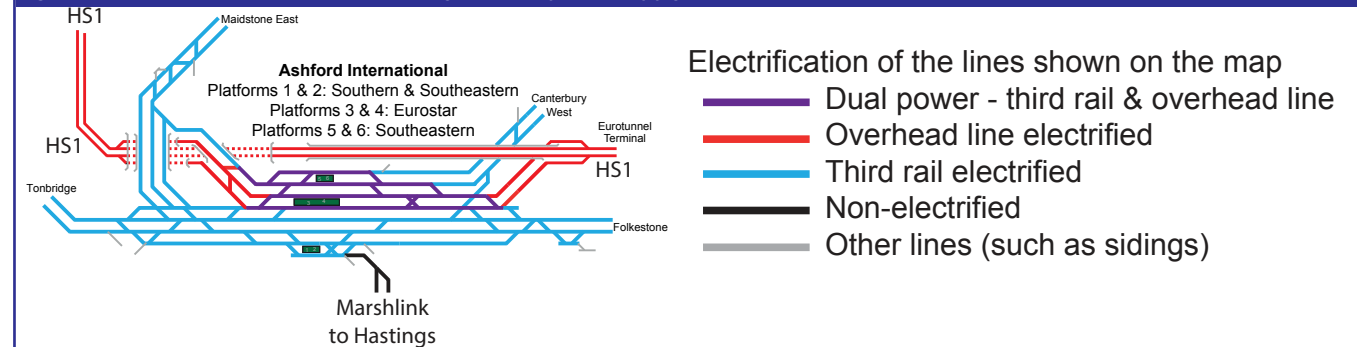 HS1
Maidstone East
Ashford International
Platforms 1 & 2: Southern & Southeastern
Platforms 3 & 4: Eurostar
Platforms 5 & 6: Southeastern
Canterbury
West
Eurotunnel
Terminal
HS1
HS1
Tonbridge
Folkestone
Marshlink
to Hastings
Electrification of the lines shown on the map
Dual power - third rail & overhead line
Overhead line electrified
Third rail electrified
Non-electrified
Other lines (such as sidings)